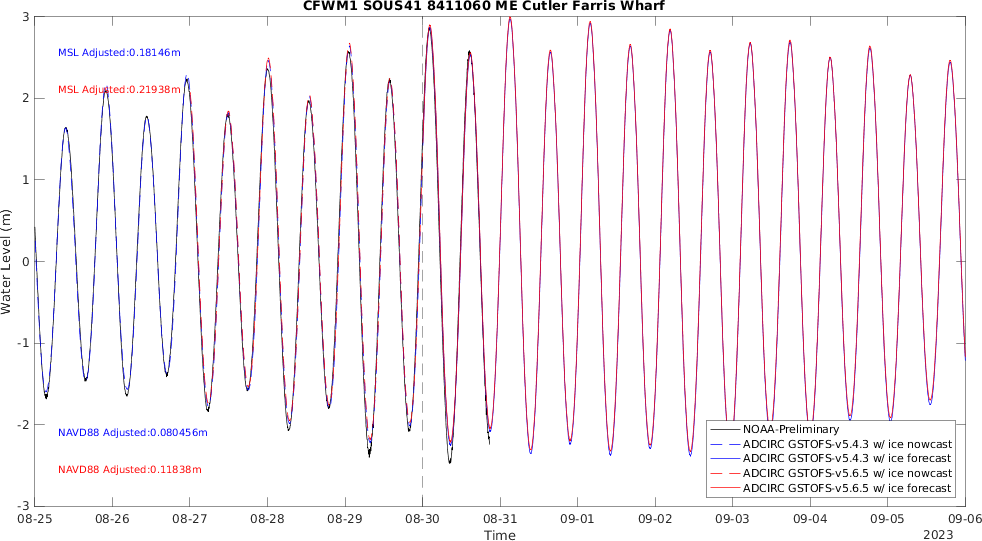 CFWM1 SOUS41 8411060 ME Cutler Farris Wharf
MSL Adjusted:0.18146m
MSL Adjusted:0.21938m
NAVD88 Adjusted:0.080456m
NAVD88 Adjusted:0.11838m
Water Level (m)
3
2
1
0
-1
-2
-3
NOAA-Preliminary
ADCIRC GSTOFS-v5.4.3 w/ ice nowcast
ADCIRC GSTOFS-v5.4.3 w/ ice forecast
ADCIRC GSTOFS-v5.6.5 w/ ice nowcast
ADCIRC GSTOFS-v5.6.5 w/ ice forecast
08-25 08-26 08-27 08-28 08-29 08-30 08-31 09-01 09-02 09-03 09-04 09-05 09-06
Time
2023